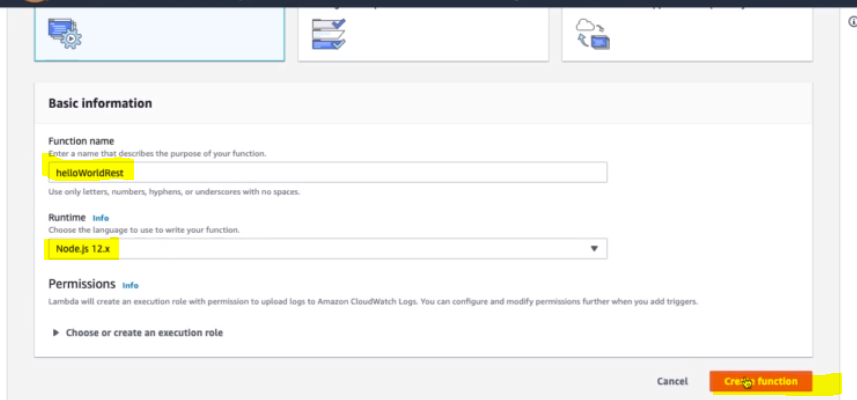 Basic information
Function name
Enter a name that describes the purpose of your function.
helloWorldRest
Use only letters, numbers, hyphens, or underscores with no spaces.
Runtime Info
Choose the language to use to write your function.
Node.js 12.x
Permissions Info
Lambda will create an execution role with permission to upload logs to Amazon CloudWatch Logs. You can configure and modify permissions further when you add triggers.
Choose or create an execution role
Cancel Create function